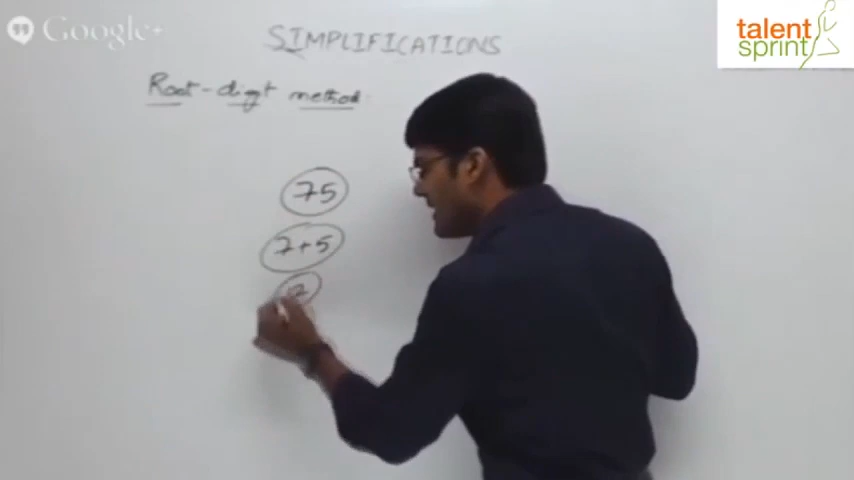 Google+
talent
sprint
SIMPLIFICATIONS
Root-digit method:
75
7+5